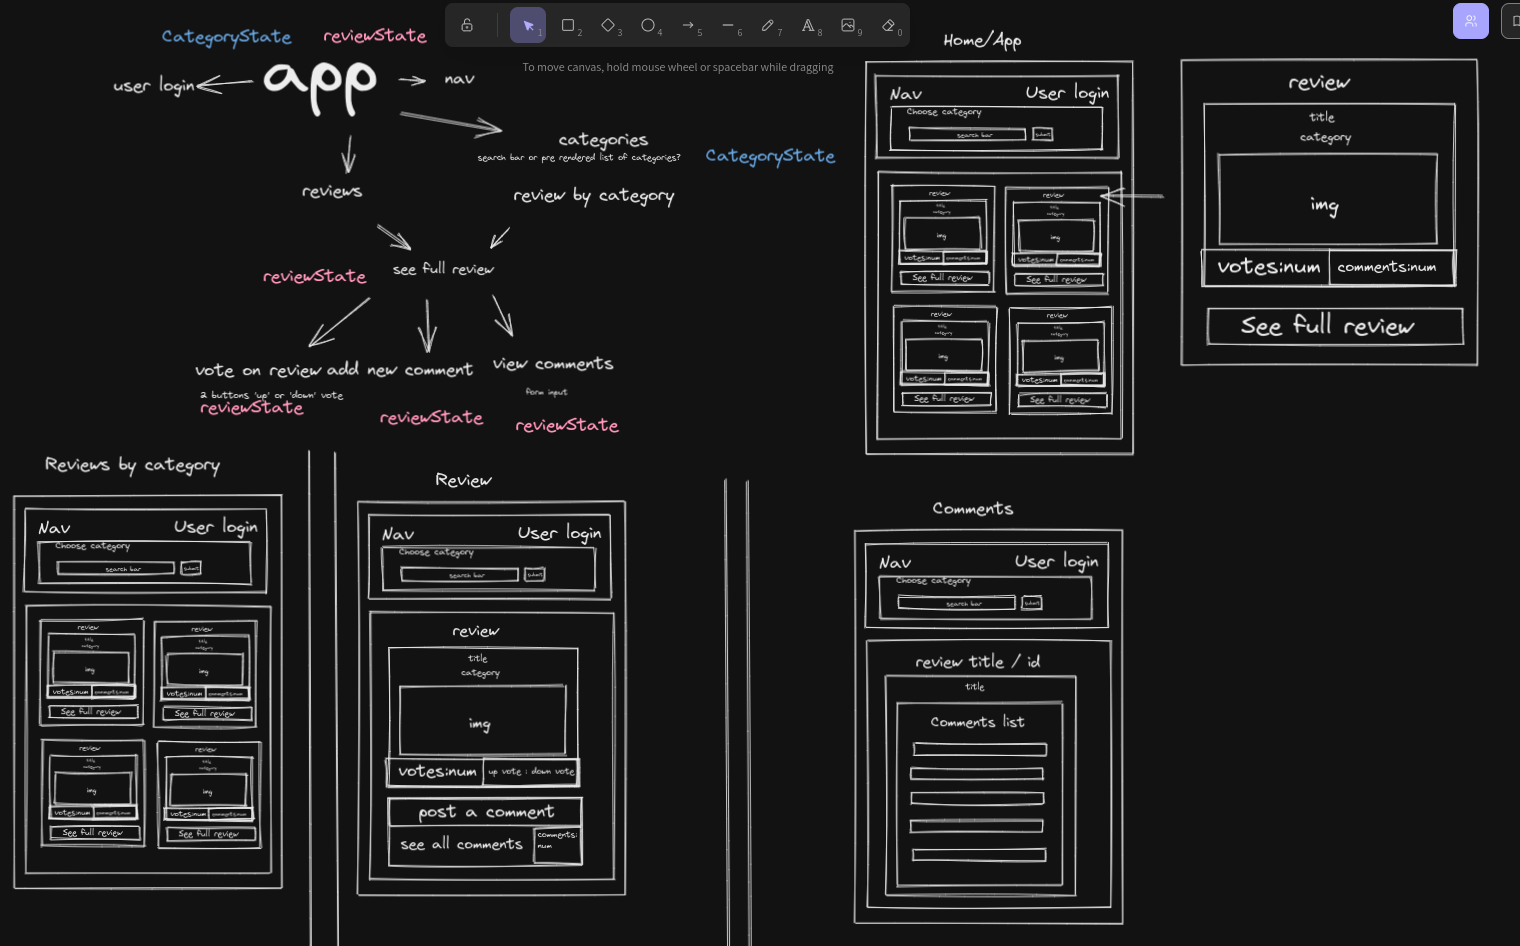 CategoryState
reviewState
user login
app
nav
To move canvas, hold mouse wheel or spacebar while dragging
1
2
3
4
5
6
7
8
9
0
categories
search bar or pre rendered list of categories?
CategoryState
reviews
review by category
reviewState
see full review
vote on review
2 buttons 'up' or 'down' vote
reviewState
add new comment
reviewState
view comments
form input
reviewState
Home/App
Nav
User login
Choose category
search bar
submit
review
title
category
img
votes:num
comments:num
See full review
review
title
category
img
votes:num
comments:num
See full review
review
title
category
img
votes:num
comments:num
See full review
review
title
category
img
votes:num
comments:num
See full review
review
title
category
img
votes:num
comments:num
See full review
Reviews by category
Nav
User login
Choose category
search bar
submit
review
title
category
img
votes:num
comments:num
See full review
review
title
category
img
votes:num
comments:num
See full review
review
title
category
img
votes:num
comments:num
See full review
review
title
category
img
votes:num
comments:num
See full review
Review
Nav
User login
Choose category
search bar
submit
review
title
category
img
votes:num
up vote : down vote
post a comment
see all comments
comments:
num
Comments
Nav
User login
Choose category
search bar
submit
review title / id
title
Comments list